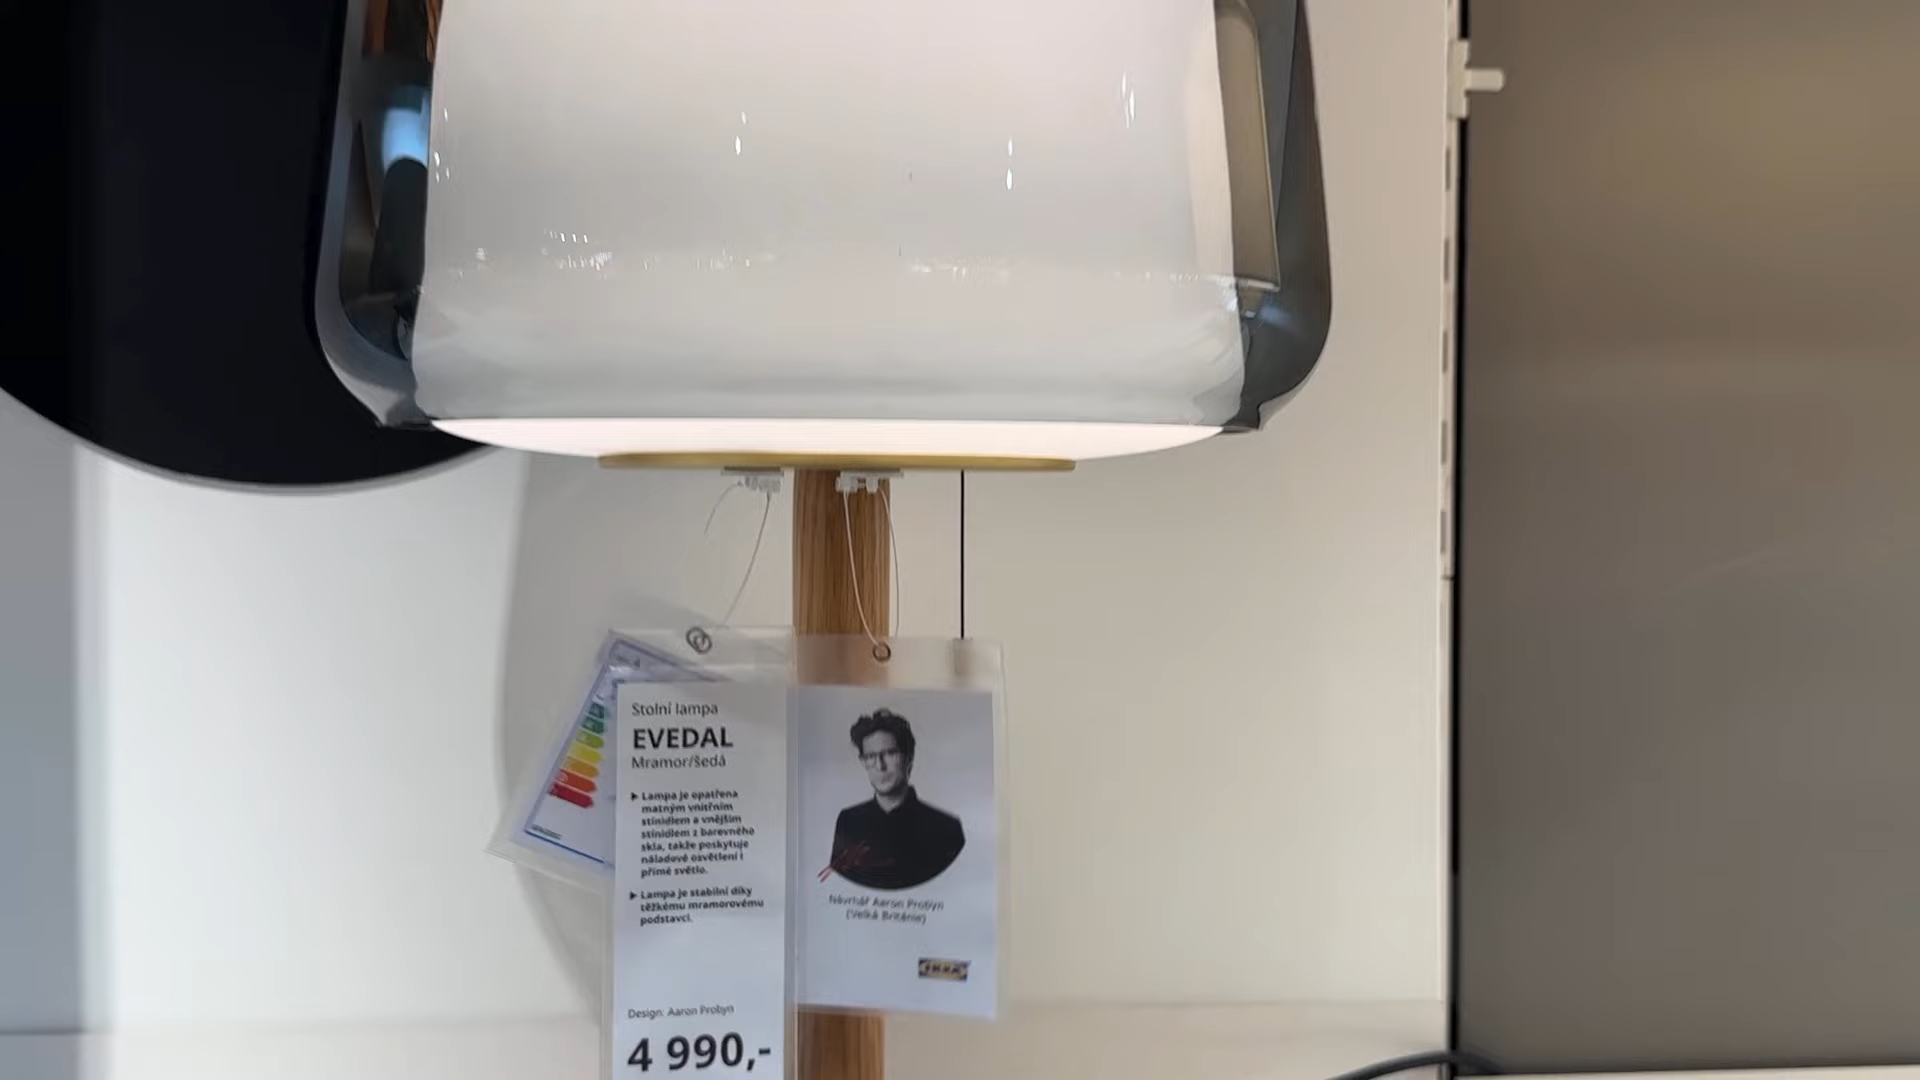 Stolní lampa
EVEDAL
Mramor/šedá
Lampa je opatřena
matným vnitřním
stínidlem a vnějším
stínidlem z barevného
skla, takže poskytuje
náladové osvětlení i
přímé světlo.
Lampa je stabilní díky
těžkému mramorovému
podstavci.
Design: Aaron Probyn
4 990,-
Návrhář Aaron Probyn
(Velká Británie)
IKEA